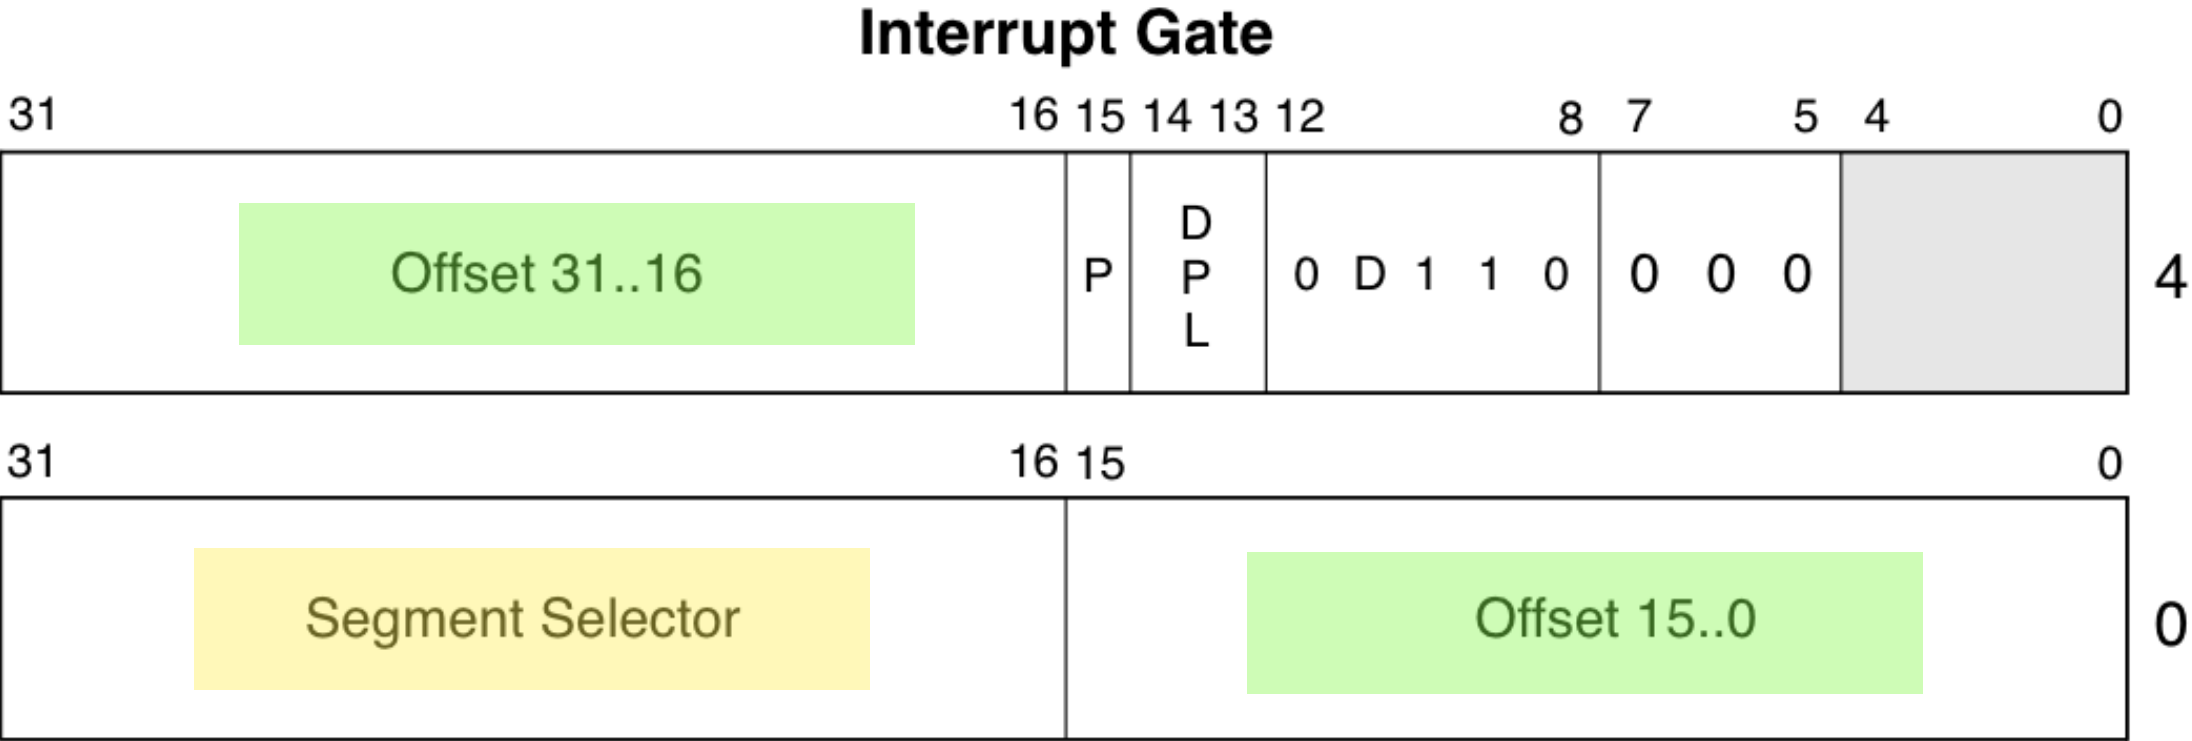 Interrupt Gate
31 16 15 14 13 12 8 7 5 4 0
Offset 31..16 P D P L 0 D 1 1 0 0 0 0 4
31 16 15 0
Segment Selector Offset 15..0 0